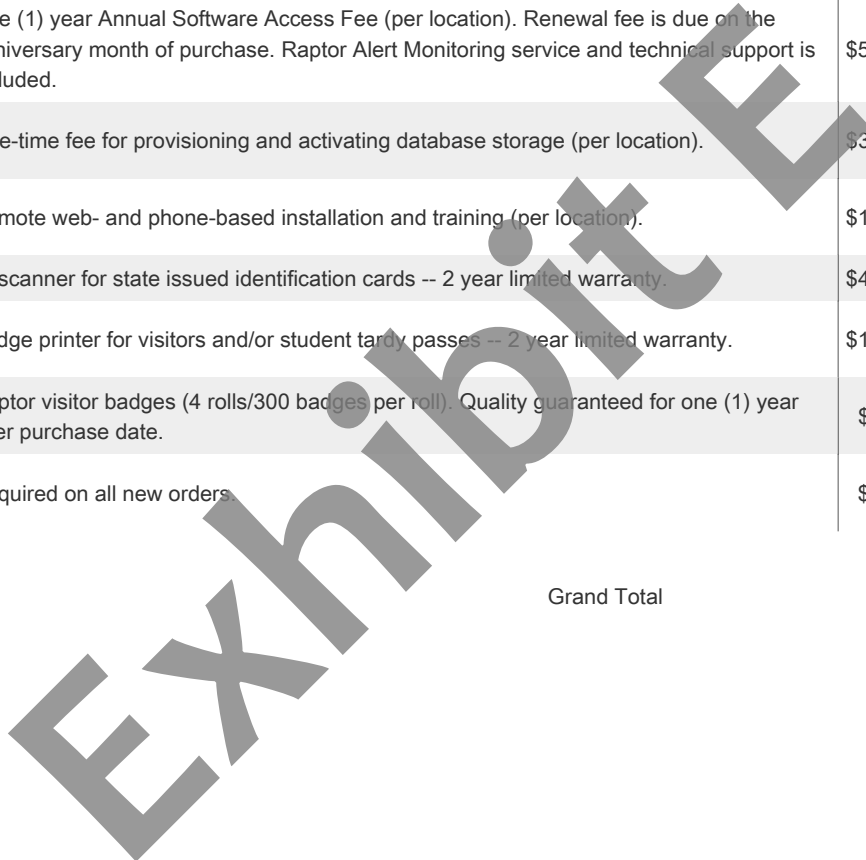 e (1) year Annual Software Access Fee (per location). Renewal fee is due on the
niversary month of purchase. Raptor Alert Monitoring service and technical support is $5
luded.
e-time fee for provisioning and activating database storage (per location). $3
mote web- and phone-based installation and training (per location). $1
scanner for state issued identification cards -- 2 year limited warranty. $4
dge printer for visitors and/or student tardy passes -- 2 year limited warranty. $1
ptor visitor badges (4 rolls/300 badges per roll). Quality guaranteed for one (1) year
er purchase date. $
quired on all new orders. $
Grand Total
Exhibit E